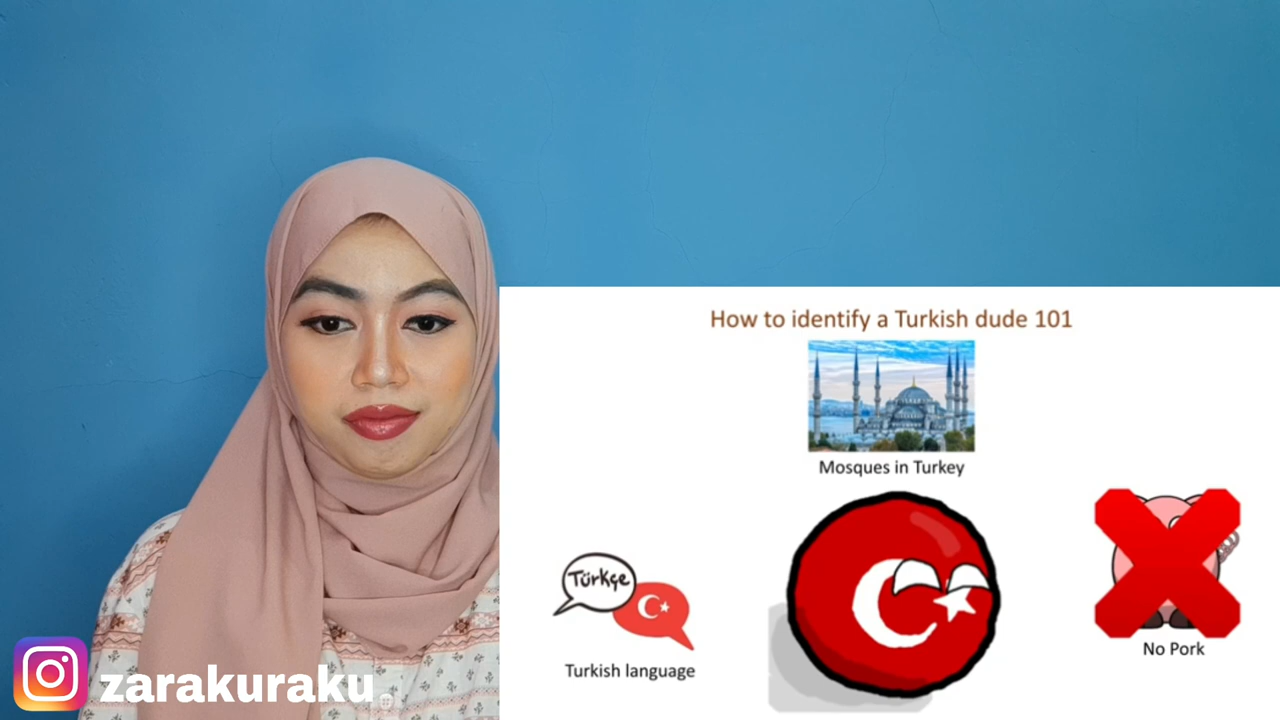 How to identify a Turkish dude 101
Mosques in Turkey
Türkçe
Turkish language
No Pork
zarakuraku